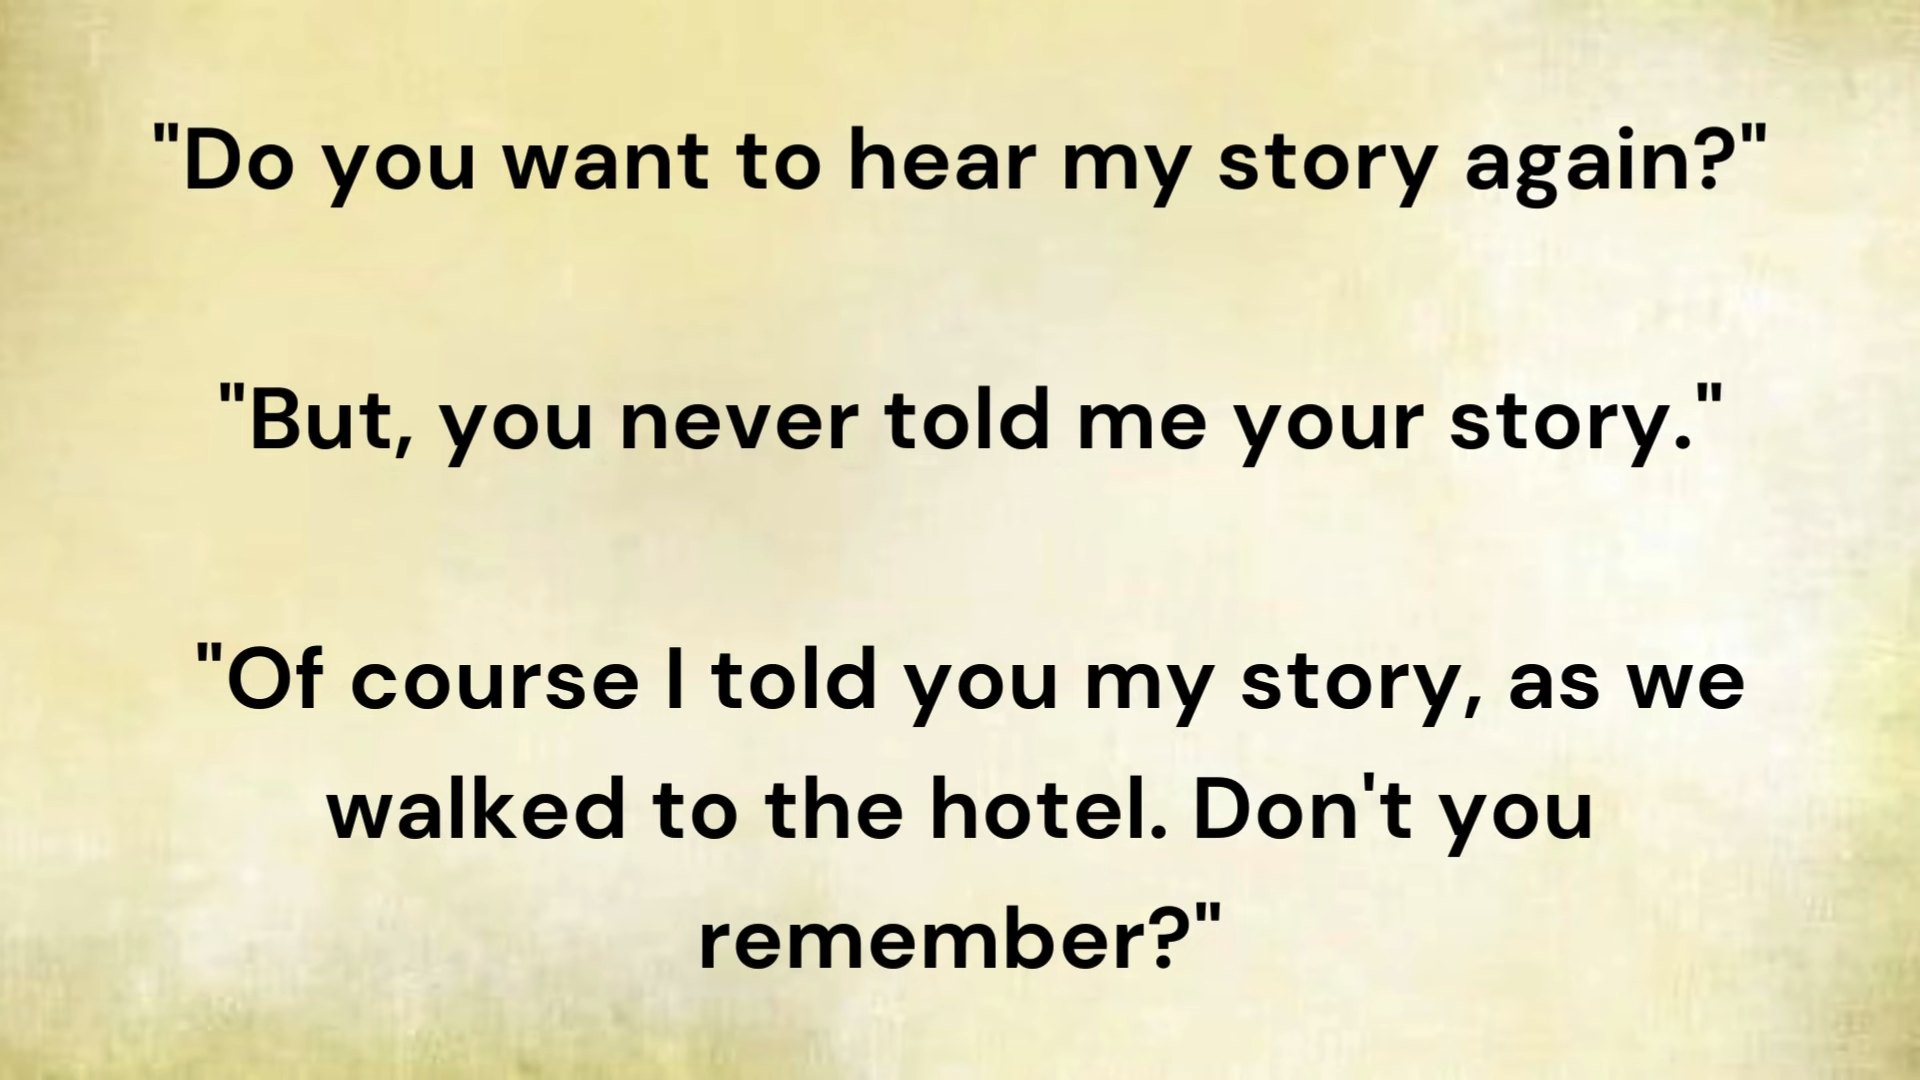 "Do you want to hear my story again?"
"But, you never told me your story."
"Of course I told you my story, as we
walked to the hotel. Don't you
remember?"